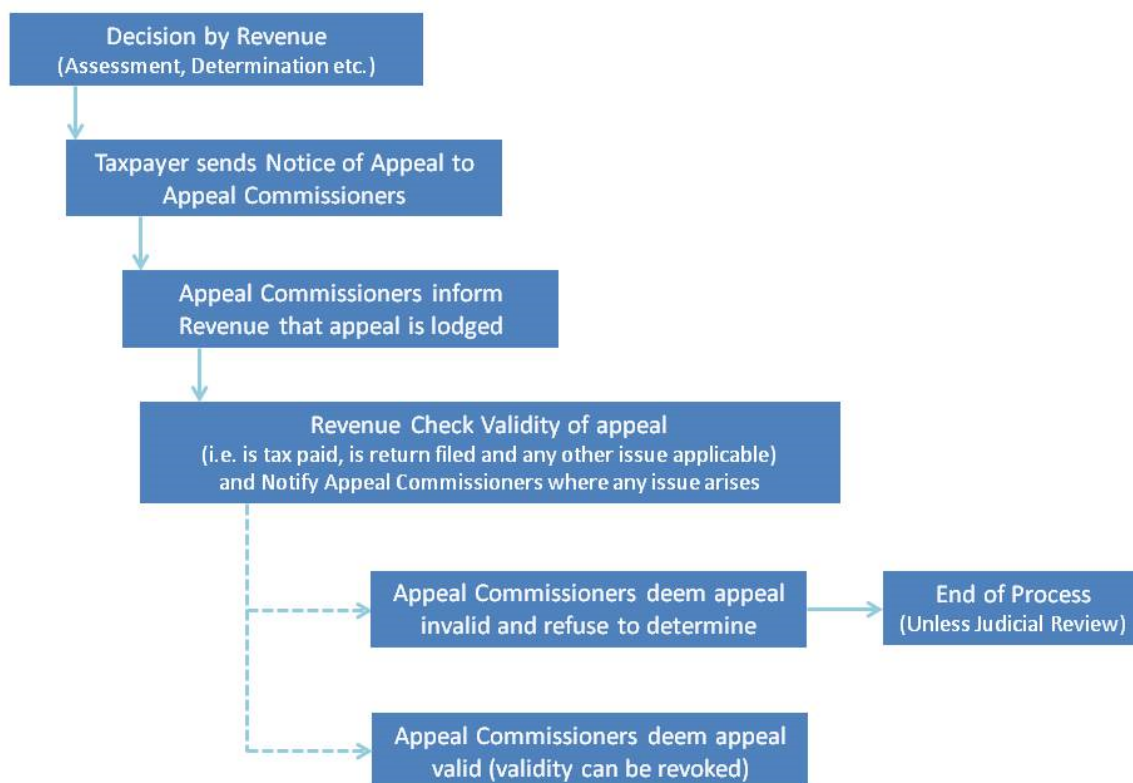 Decision by Revenue
(Assessment, Determination etc.)
Taxpayer sends Notice of Appeal to
Appeal Commissioners
Appeal Commissioners inform
Revenue that appeal is lodged
Revenue Check Validity of appeal
(i.e. is tax paid, is return filed and any other issue applicable)
and Notify Appeal Commissioners where any issue arises
Appeal Commissioners deem appeal
invalid and refuse to determine
End of Process
(Unless Judicial Review)
Appeal Commissioners deem appeal
valid (validity can be revoked)